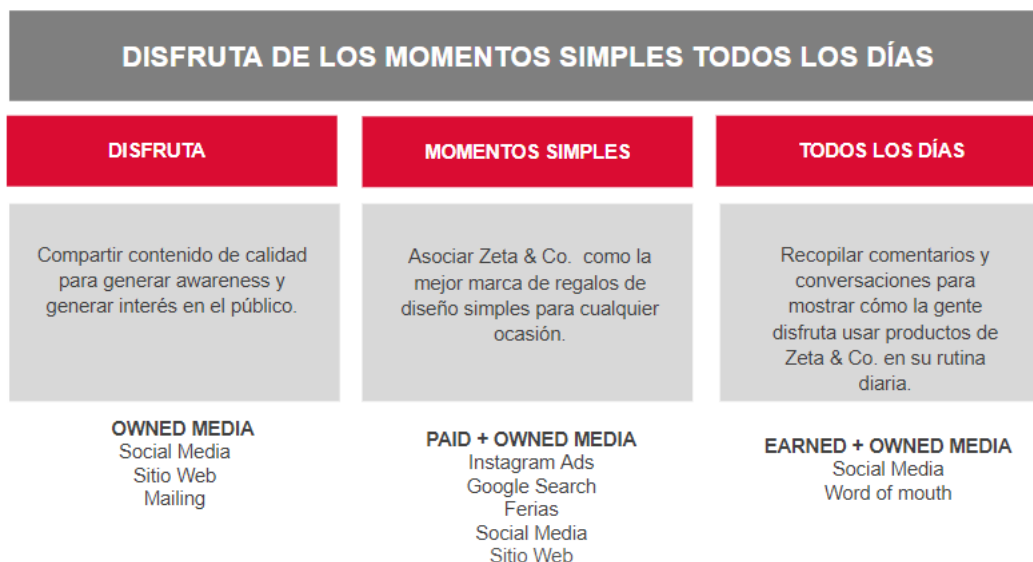 DISFRUTA DE LOS MOMENTOS SIMPLES TODOS LOS DÍAS
DISFRUTA
Compartir contenido de calidad
para generar awareness y
generar interés en el público.
OWNED MEDIA
Social Media
Sitio Web
Mailing
MOMENTOS SIMPLES
Asociar Zeta & Co. como la
mejor marca de regalos de
diseño simples para cualquier
ocasión.
PAID + OWNED MEDIA
Instagram Ads
Google Search
Ferias
Social Media
Sitio Web
TODOS LOS DÍAS
Recopilar comentarios y
conversaciones para
mostrar cómo la gente
disfruta usar productos de
Zeta & Co. en su rutina
diaria.
EARNED + OWNED MEDIA
Social Media
Word of mouth